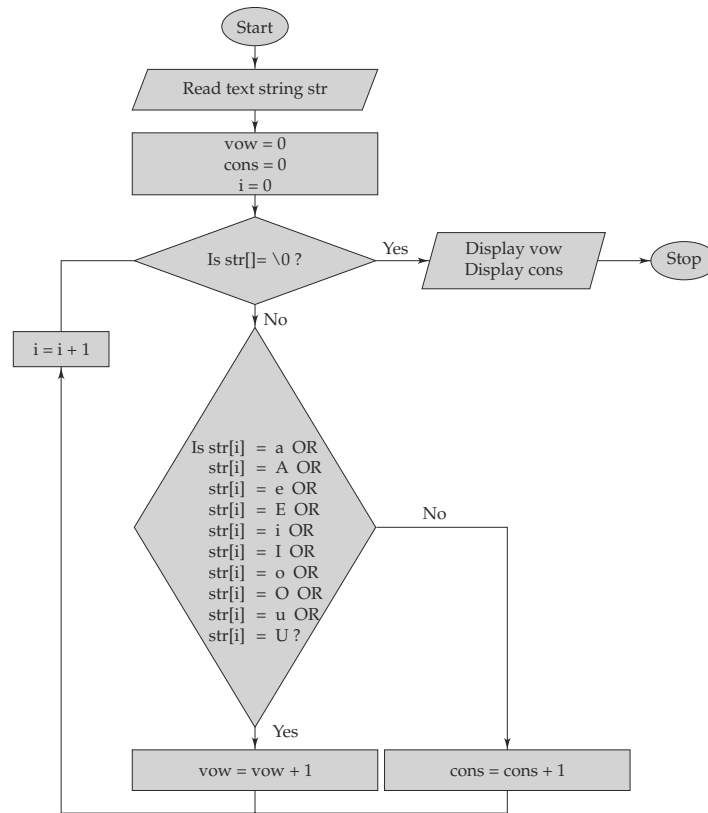 Start
Read text string str
vow = 0
cons = 0
i = 0
Is str[]= \0 ?
Yes
Display vow
Display cons
Stop
No
i = i + 1
Is str[i] = a OR
str[i] = A OR
str[i] = e OR
str[i] = E OR
str[i] = i OR
str[i] = I OR
str[i] = o OR
str[i] = O OR
str[i] = u OR
str[i] = U ?
No
Yes
vow = vow + 1
cons = cons + 1